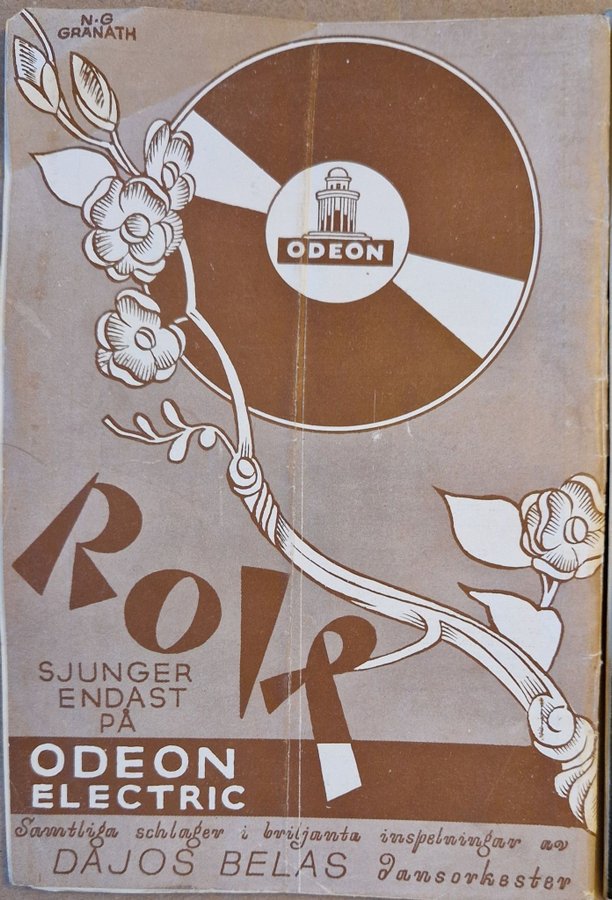 N·G
GRANATH
ODEON
Rolf
SJUNGER
ENDAST
PÅ
ODEON
ELECTRIC
Samtliga schlager i briljanta inspelningar av
DAJOS BELAS dansorkester